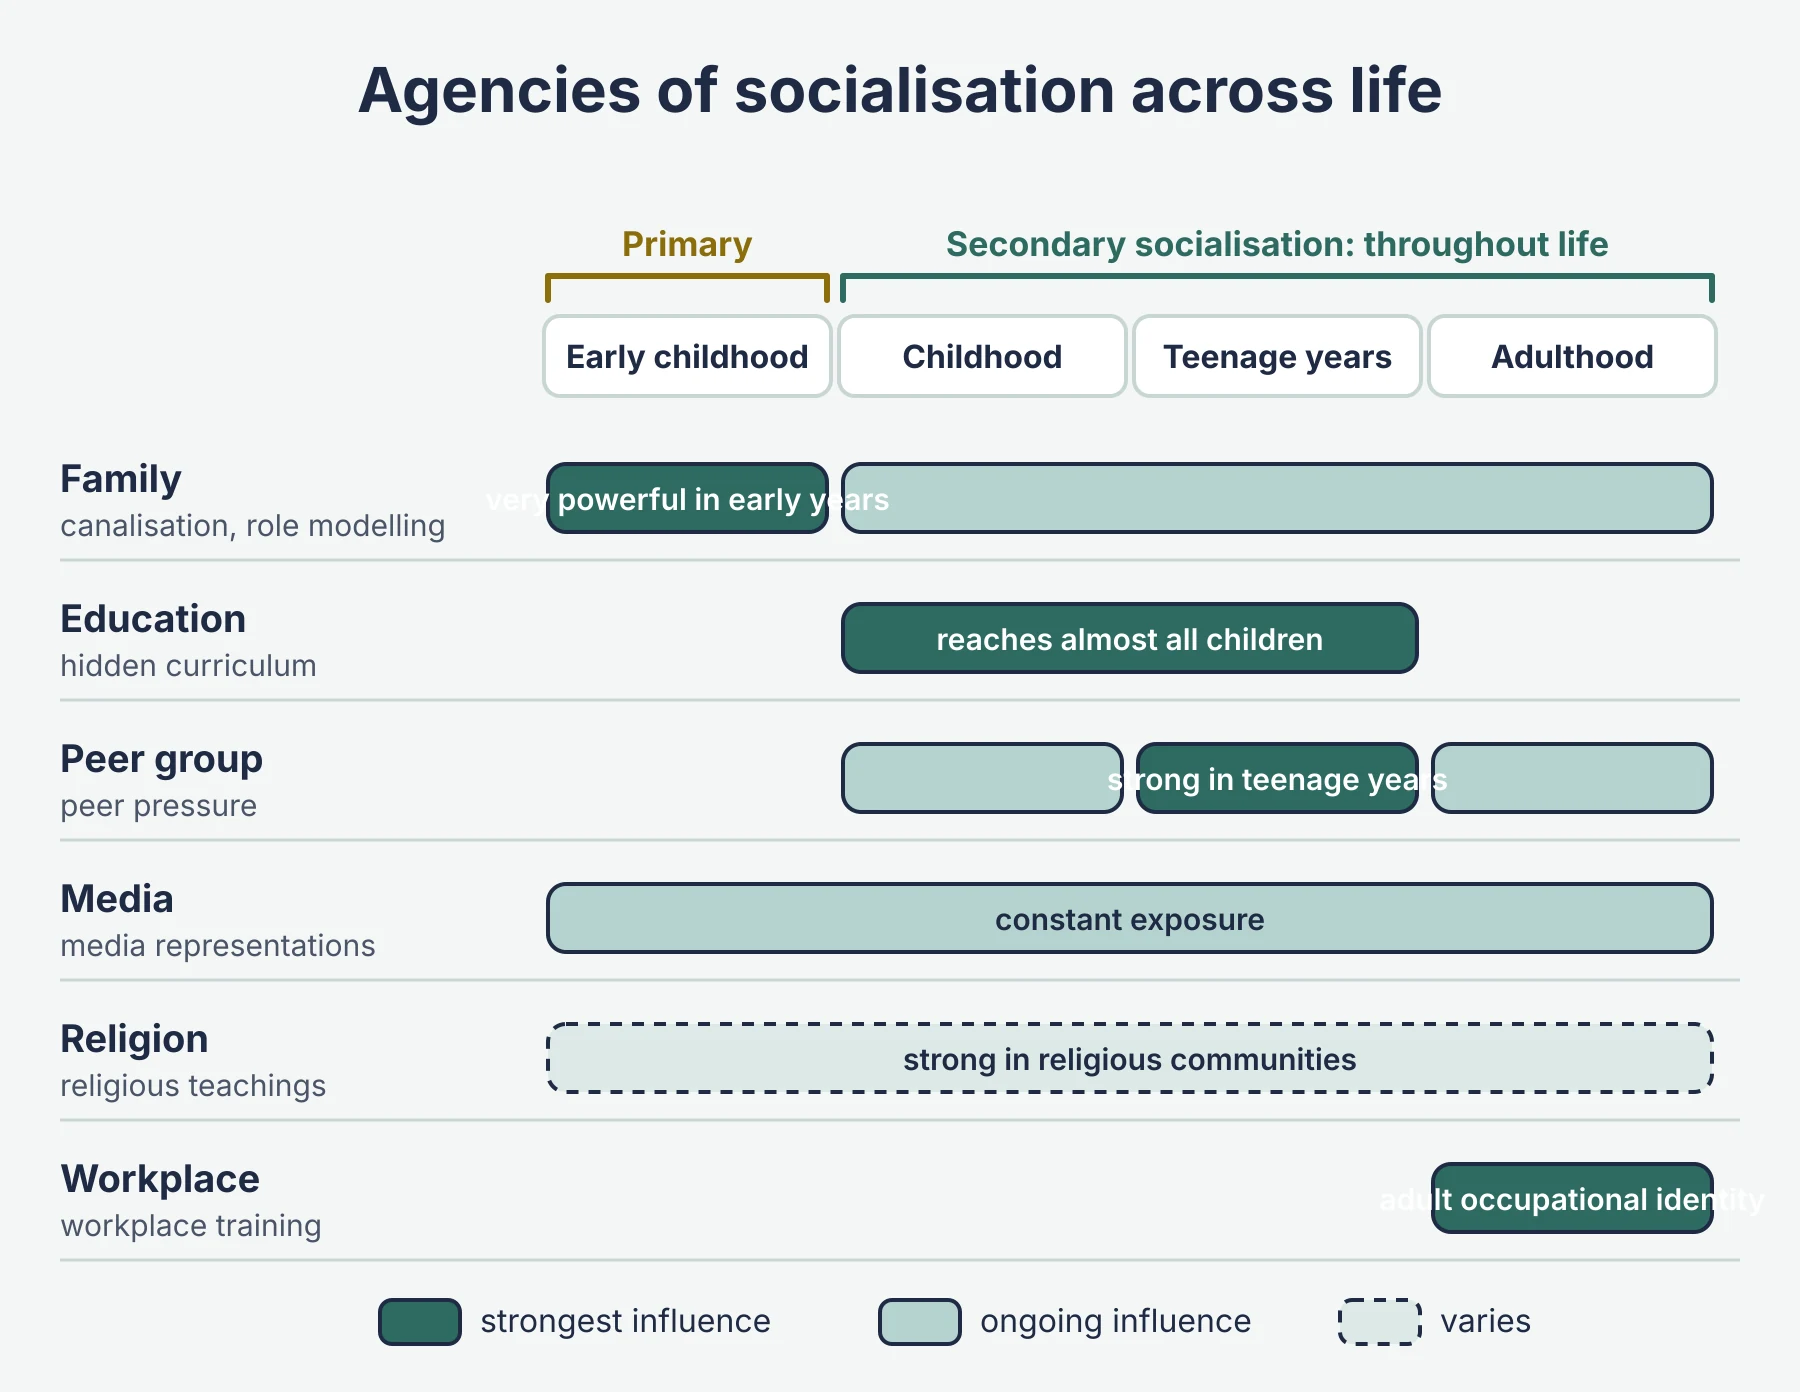 Agencies of socialisation across life
Primary
Secondary socialisation: throughout life
Early childhood
Childhood
Teenage years
Adulthood
Family
canalisation, role modelling
very powerful in early years
Education
hidden curriculum
reaches almost all children
Peer group
peer pressure
strong in teenage years
Media
media representations
constant exposure
Religion
religious teachings
strong in religious communities
Workplace
workplace training
adult occupational identity
strongest influence
ongoing influence
varies